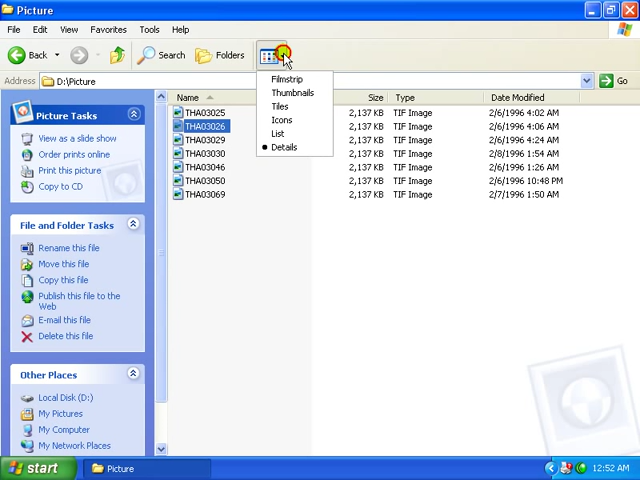 Picture
File Edit View Favorites Tools Help
Back Search Folders
Address D:\Picture Go
Filmstrip
Thumbnails
Tiles
Icons
List
Details
Picture Tasks
View as a slide show
Order prints online
Print this picture
Copy to CD
File and Folder Tasks
Rename this file
Move this file
Copy this file
Publish this file to the
Web
E-mail this file
Delete this file
Other Places
Local Disk (D:)
My Pictures
My Computer
My Network Places
Name Size Type Date Modified
THA03025 2,137 KB TIF Image 2/6/1996 4:02 AM
THA03026 2,137 KB TIF Image 2/6/1996 4:06 AM
THA03029 2,137 KB TIF Image 2/6/1996 4:24 AM
THA03030 2,137 KB TIF Image 2/8/1996 1:54 AM
THA03046 2,137 KB TIF Image 2/6/1996 1:26 AM
THA03050 2,137 KB TIF Image 2/6/1996 10:48 PM
THA03069 2,137 KB TIF Image 2/7/1996 1:50 AM
start Picture 12:52 AM